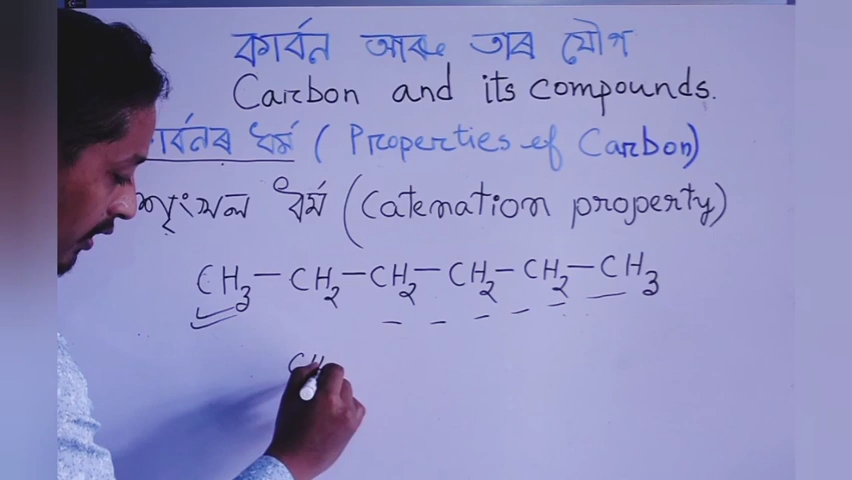 কাৰ্বন আৰু তাৰ যৌগ
Carbon and its compounds.
ধৰ্ম ( Properties of Carbon)
শৃংখল ধৰ্ম (Catenation property)
CH₃ — CH₂ — CH₂ — CH₂ — CH₂ — CH₃
CH